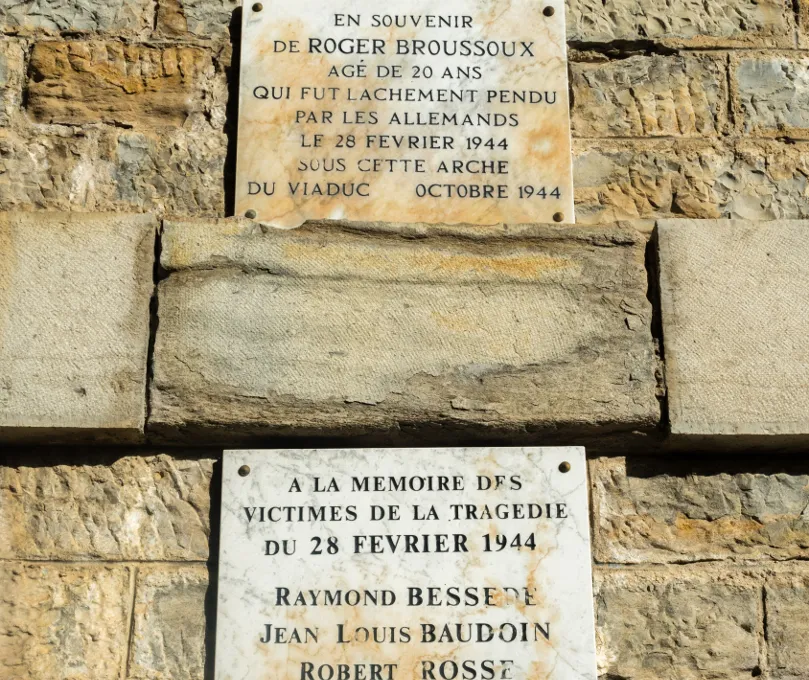 EN SOUVENIR
DE ROGER BROUSSOUX
AGÉ DE 20 ANS
QUI FUT LACHEMENT PENDU
PAR LES ALLEMANDS
LE 28 FEVRIER 1944
SOUS CETTE ARCHE
DU VIADUC OCTOBRE 1944
A LA MEMOIRE DES
VICTIMES DE LA TRAGEDIE
DU 28 FEVRIER 1944
RAYMOND BESSEDE
JEAN LOUIS BAUDOIN
ROBERT ROSSE